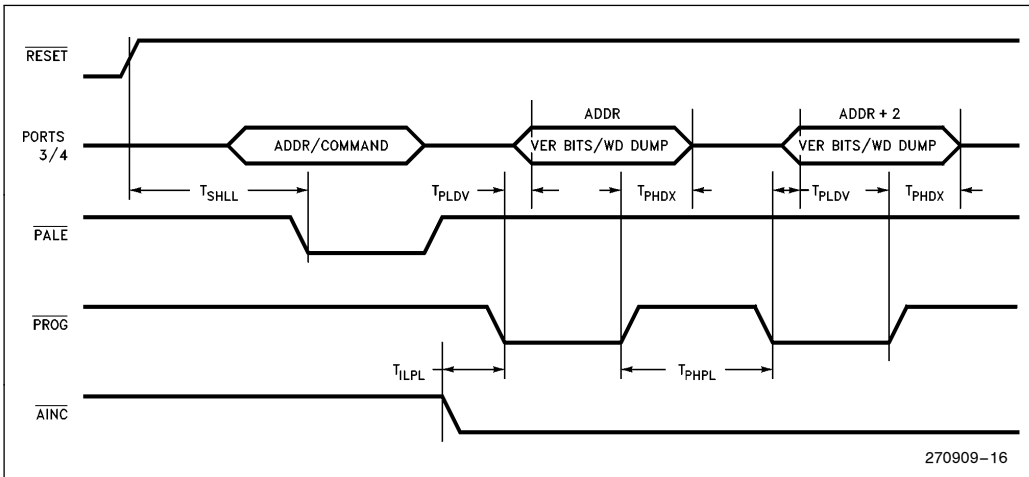 RESET
PORTS
3/4
ADDR/COMMAND
ADDR
VER BITS/WD DUMP
ADDR + 2
VER BITS/WD DUMP
TSHLL
TPLDV
TPHDX
TPLDV
TPHDX
PALE
PROG
TILPL
TPHPL
AINC
270909–16